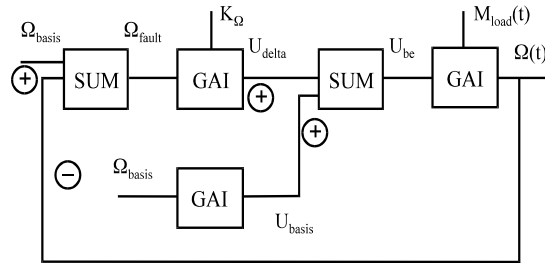 K_Ω
M_load(t)
Ω_basis
Ω_fault
U_delta
U_be
Ω(t)
+
SUM
GAI
+
SUM
GAI
+
−
Ω_basis
GAI
U_basis